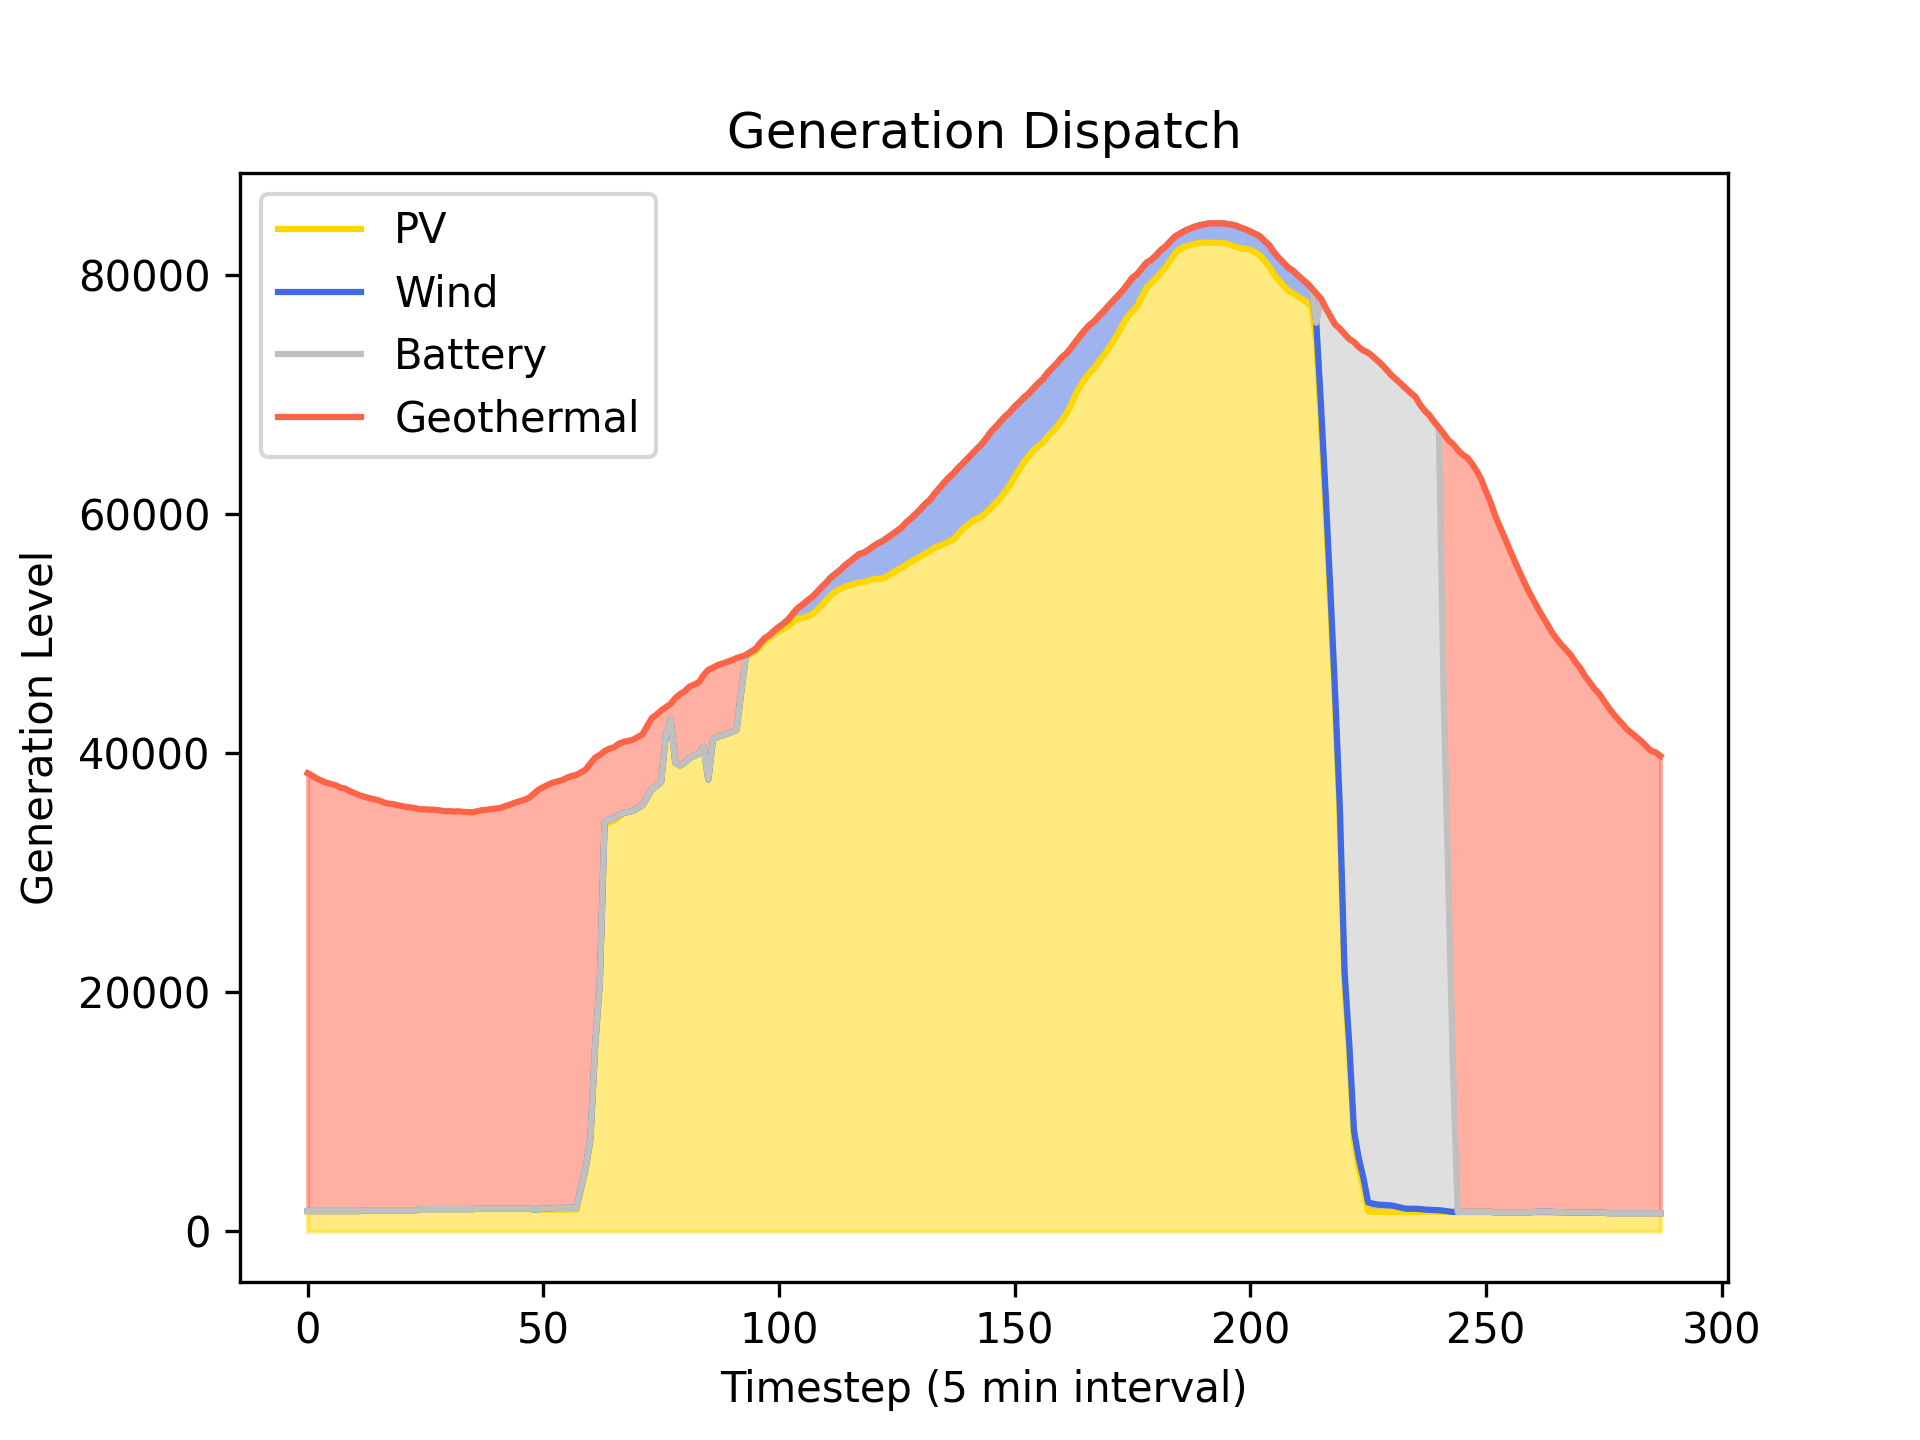 Generation Dispatch
PV
Wind
Battery
Geothermal
80000
60000
40000
20000
0
Generation Level
0 50 100 150 200 250 300
Timestep (5 min interval)